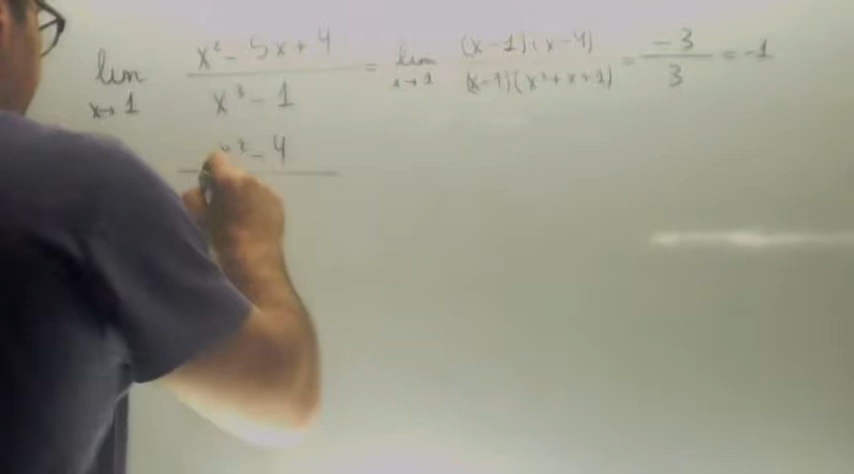 lim x→1 x² - 5x + 4 / x³ - 1 = lim x→1 (x-1)(x-4) / (x-1)(x²+x+1) = -3 / 3 = -1
x² - 4